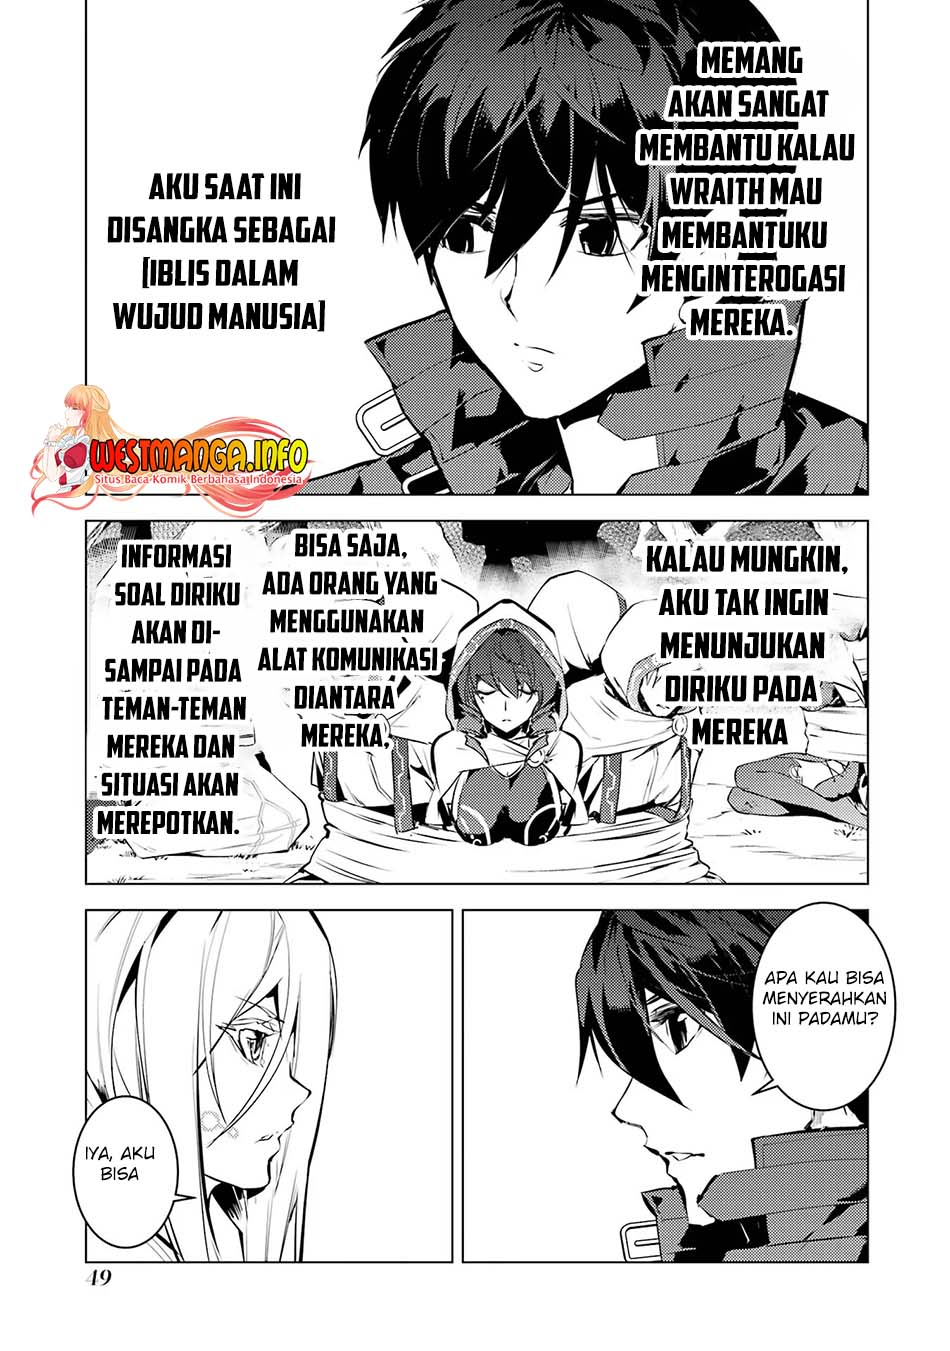 MEMANG
AKAN SANGAT
MEMBANTU KALAU
WRAITH MAU
MEMBANTUKU
MENGINTEROGASI
MEREKA.
AKU SAAT INI
DISANGKA SEBAGAI
[IBLIS DALAM
WUJUD MANUSIA]
WESTMANGA.INFO
Situs Baca Komik Berbahasa Indonesia
KALAU MUNGKIN,
AKU TAK INGIN
MENUNJUKAN
DIRIKU PADA
MEREKA
BISA SAJA,
ADA ORANG YANG
MENGGUNAKAN
ALAT KOMUNIKASI
DIANTARA
MEREKA,
INFORMASI
SOAL DIRIKU
AKAN DI-
SAMPAI PADA
TEMAN-TEMAN
MEREKA DAN
SITUASI AKAN
MEREPOTKAN.
APA KAU BISA
MENYERAHKAN
INI PADAMU?
IYA, AKU
BISA
49